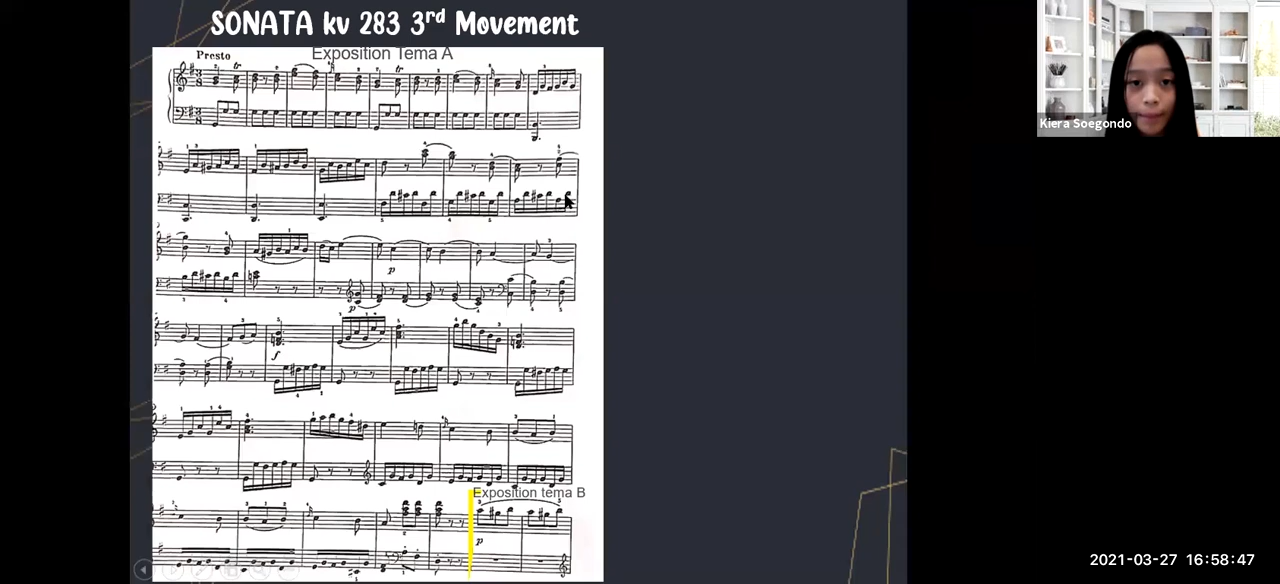 SONATA kv 283 3rd Movement
Exposition Tema A
Presto
Kiera Soegondo
p
p
f
Exposition tema B
p
2021-03-27 16:58:47